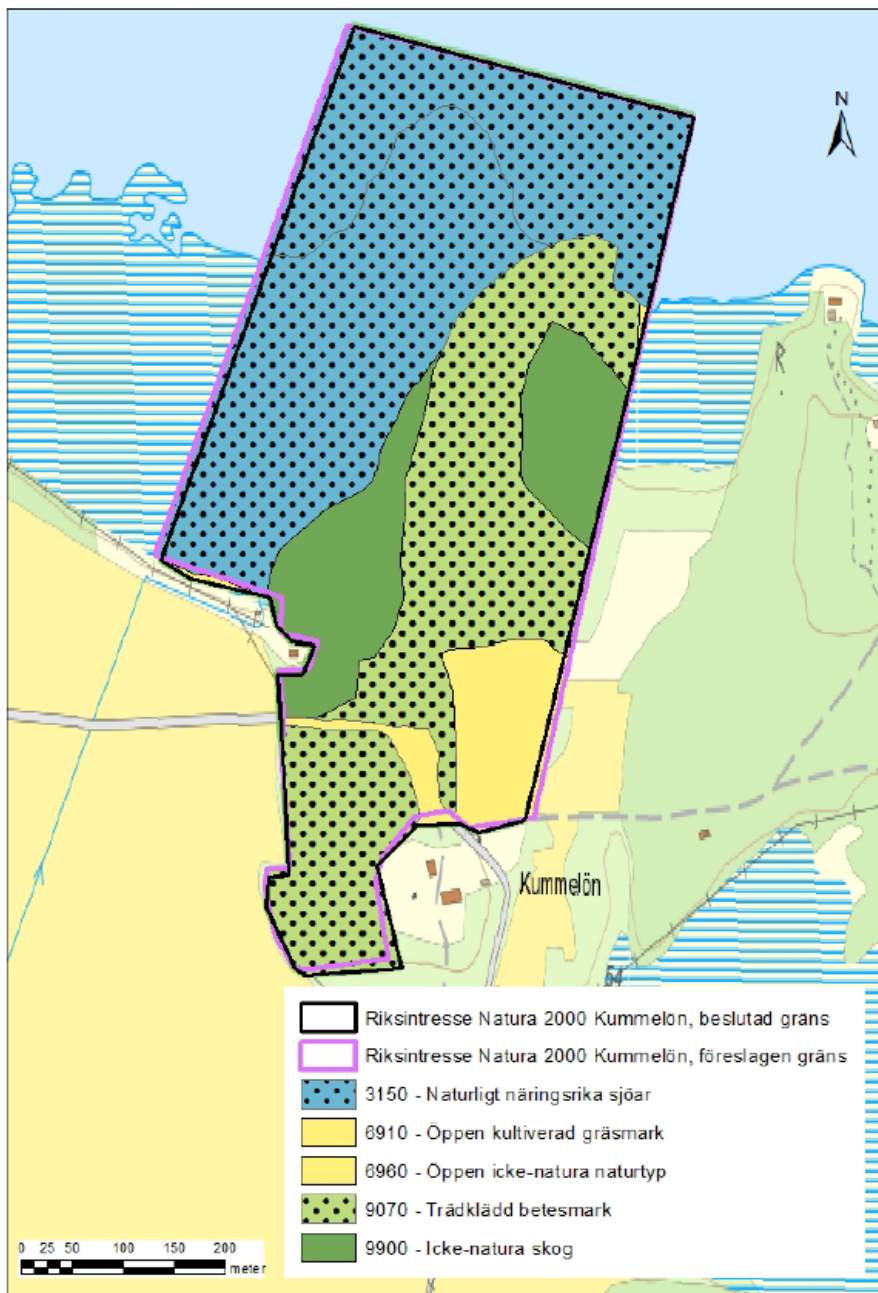 N
R
Kummelön
54
Riksintresse Natura 2000 Kummelön, beslutad gräns
Riksintresse Natura 2000 Kummelön, föreslagen gräns
3150 - Naturligt näringsrika sjöar
6910 - Öppen kultiverad gräsmark
6960 - Öppen icke-natura naturtyp
9070 - Trädklädd betesmark
9900 - Icke-natura skog
0 25 50 100 150 200
meter